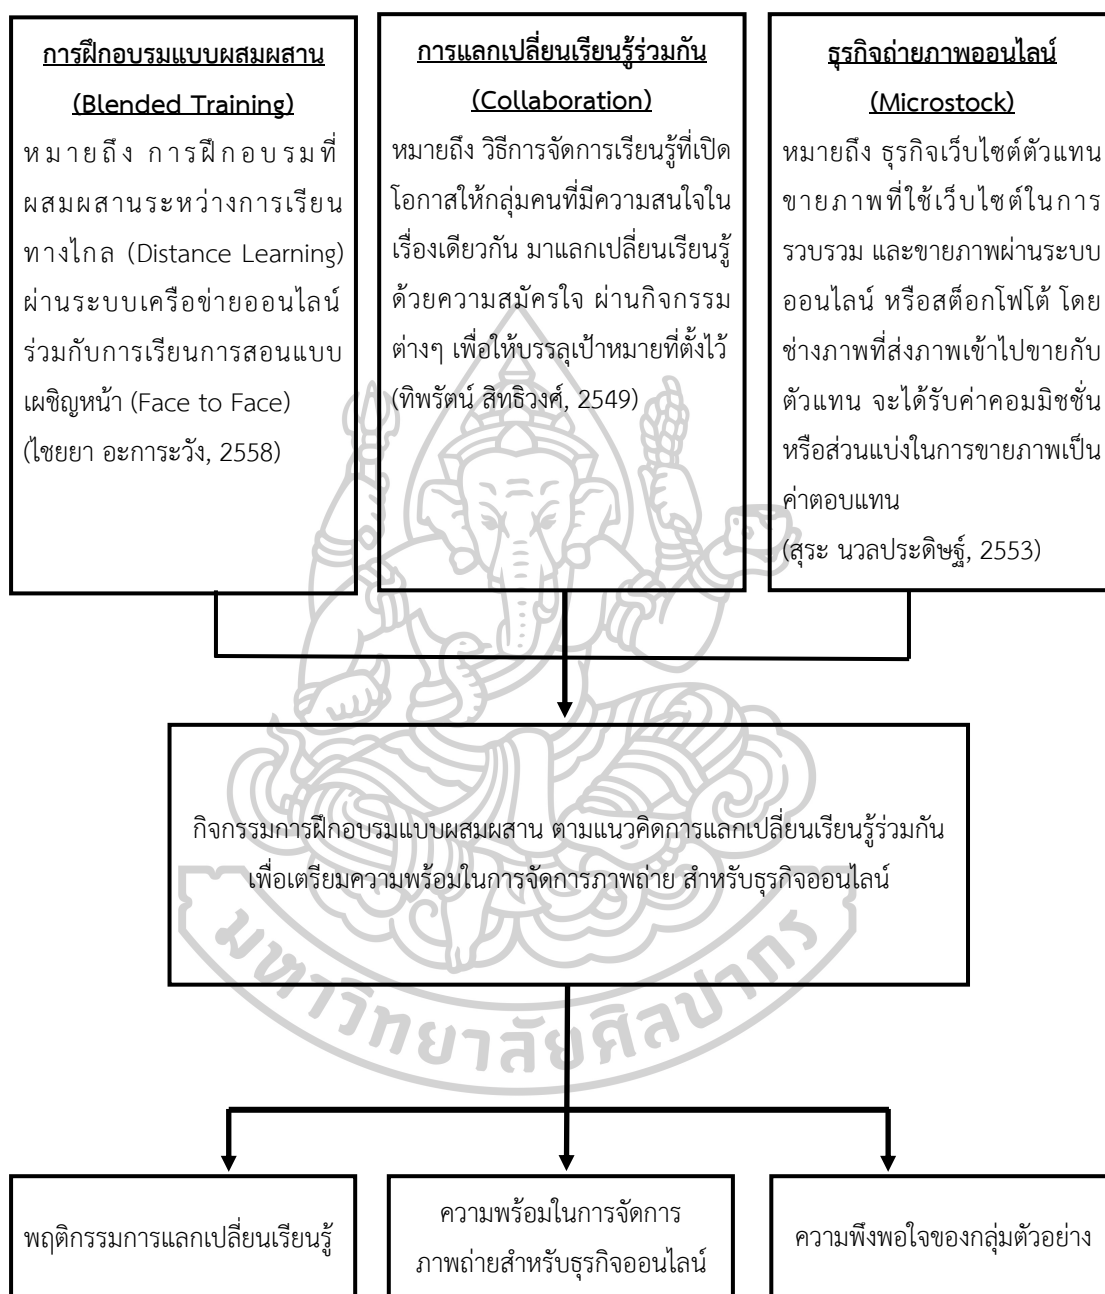 การฝึกอบรมแบบผสมผสาน
(Blended Training)
หมายถึง การฝึกอบรมที่
ผสมผสานระหว่างการเรียน
ทางไกล (Distance Learning)
ผ่านระบบเครือข่ายออนไลน์
ร่วมกับการเรียนการสอนแบบ
เผชิญหน้า (Face to Face)
(ไชยยา อะการะวัง, 2558)
การแลกเปลี่ยนเรียนรู้ร่วมกัน
(Collaboration)
หมายถึง วิธีการจัดการเรียนรู้ที่เปิด
โอกาสให้กลุ่มคนที่มีความสนใจใน
เรื่องเดียวกัน มาแลกเปลี่ยนเรียนรู้
ด้วยความสมัครใจ ผ่านกิจกรรม
ต่างๆ เพื่อให้บรรลุเป้าหมายที่ตั้งไว้
(ทิพรัตน์ สิทธิวงศ์, 2549)
ธุรกิจถ่ายภาพออนไลน์
(Microstock)
หมายถึง ธุรกิจเว็บไซต์ตัวแทน
ขายภาพที่ใช้เว็บไซต์ในการ
รวบรวม และขายภาพผ่านระบบ
ออนไลน์ หรือสต็อกโฟโต้ โดย
ช่างภาพที่ส่งภาพเข้าไปขายกับ
ตัวแทน จะได้รับค่าคอมมิชชั่น
หรือส่วนแบ่งในการขายภาพเป็น
ค่าตอบแทน
(สุระ นวลประดิษฐ์, 2553)
กิจกรรมการฝึกอบรมแบบผสมผสาน ตามแนวคิดการแลกเปลี่ยนเรียนรู้ร่วมกัน
เพื่อเตรียมความพร้อมในการจัดการภาพถ่าย สำหรับธุรกิจออนไลน์
มหาวิทยาลัยศิลปากร
พฤติกรรมการแลกเปลี่ยนเรียนรู้
ความพร้อมในการจัดการ
ภาพถ่ายสำหรับธุรกิจออนไลน์
ความพึงพอใจของกลุ่มตัวอย่าง